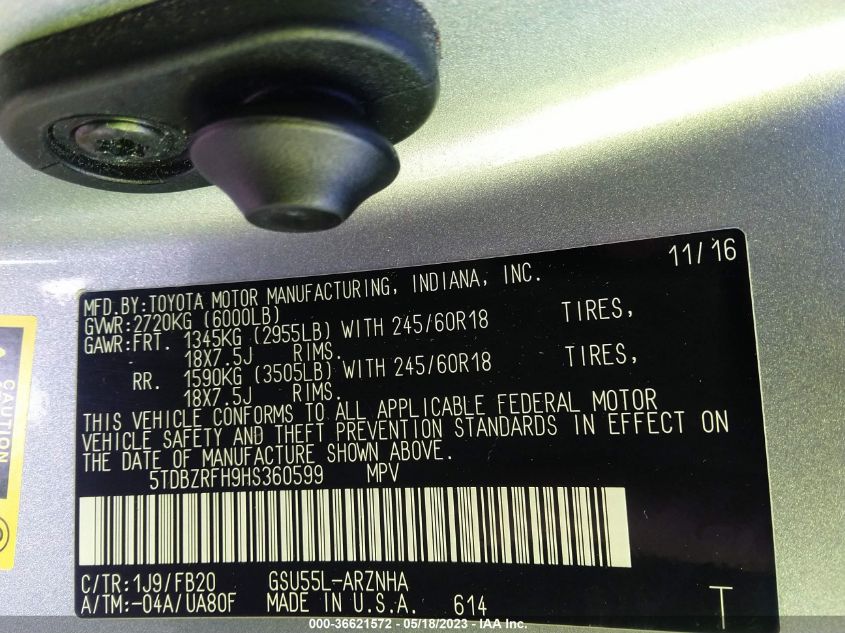 11/16
MFD.BY:TOYOTA MOTOR MANUFACTURING, INDIANA, INC.
GVWR:2720KG (6000LB)
GAWR:FRT. 1345KG (2955LB) WITH 245/60R18 TIRES,
18X7.5J RIMS.
RR. 1590KG (3505LB) WITH 245/60R18 TIRES,
18X7.5J RIMS.
THIS VEHICLE CONFORMS TO ALL APPLICABLE FEDERAL MOTOR
VEHICLE SAFETY AND THEFT PREVENTION STANDARDS IN EFFECT ON
THE DATE OF MANUFACTURE SHOWN ABOVE.
5TDBZRFH9HS360599 MPV
C/TR:1J9/FB20 GSU55L-ARZNHA
A/TM:-04A/UA80F MADE IN U.S.A. 614 T
CAUTION
000-36621572 - 05/18/2023 - IAA Inc.